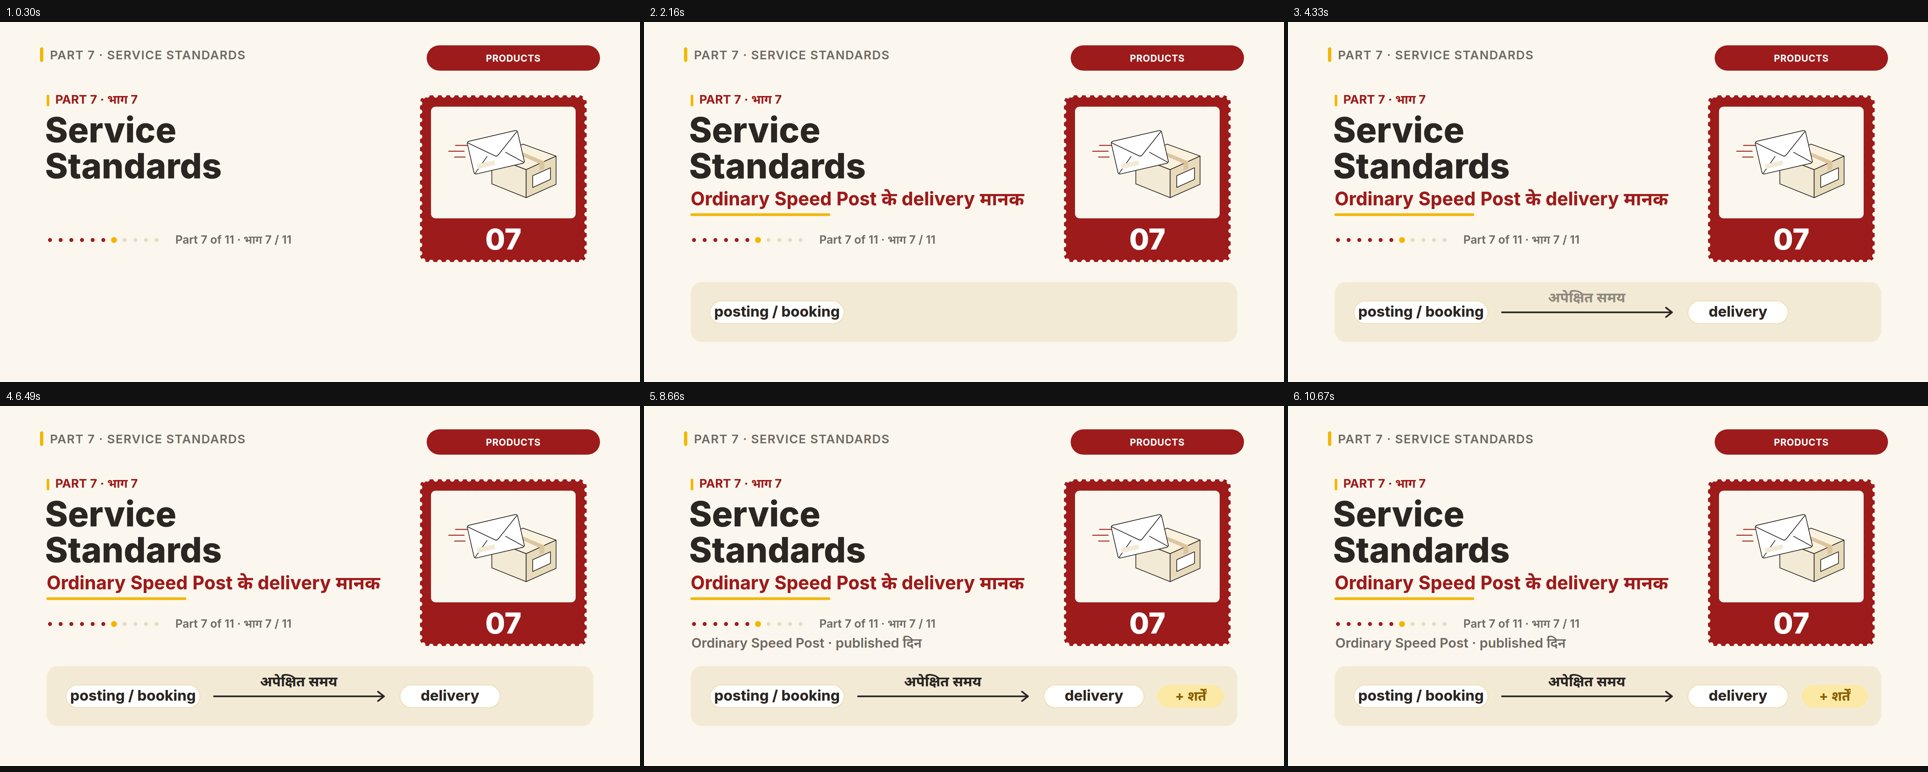 1. 0.30s
PART 7 · SERVICE STANDARDS
PRODUCTS
PART 7 · भाग 7
Service
Standards
Part 7 of 11 · भाग 7 / 11
07
2. 2.16s
PART 7 · SERVICE STANDARDS
PRODUCTS
PART 7 · भाग 7
Service
Standards
Ordinary Speed Post के delivery मानक
Part 7 of 11 · भाग 7 / 11
07
posting / booking
3. 4.33s
PART 7 · SERVICE STANDARDS
PRODUCTS
PART 7 · भाग 7
Service
Standards
Ordinary Speed Post के delivery मानक
Part 7 of 11 · भाग 7 / 11
07
अपेक्षित समय
posting / booking delivery
4. 6.49s
PART 7 · SERVICE STANDARDS
PRODUCTS
PART 7 · भाग 7
Service
Standards
Ordinary Speed Post के delivery मानक
Part 7 of 11 · भाग 7 / 11
07
अपेक्षित समय
posting / booking delivery
5. 8.66s
PART 7 · SERVICE STANDARDS
PRODUCTS
PART 7 · भाग 7
Service
Standards
Ordinary Speed Post के delivery मानक
Part 7 of 11 · भाग 7 / 11
07
Ordinary Speed Post · published दिन
अपेक्षित समय
posting / booking delivery + शर्तें
6. 10.67s
PART 7 · SERVICE STANDARDS
PRODUCTS
PART 7 · भाग 7
Service
Standards
Ordinary Speed Post के delivery मानक
Part 7 of 11 · भाग 7 / 11
07
Ordinary Speed Post · published दिन
अपेक्षित समय
posting / booking delivery + शर्तें